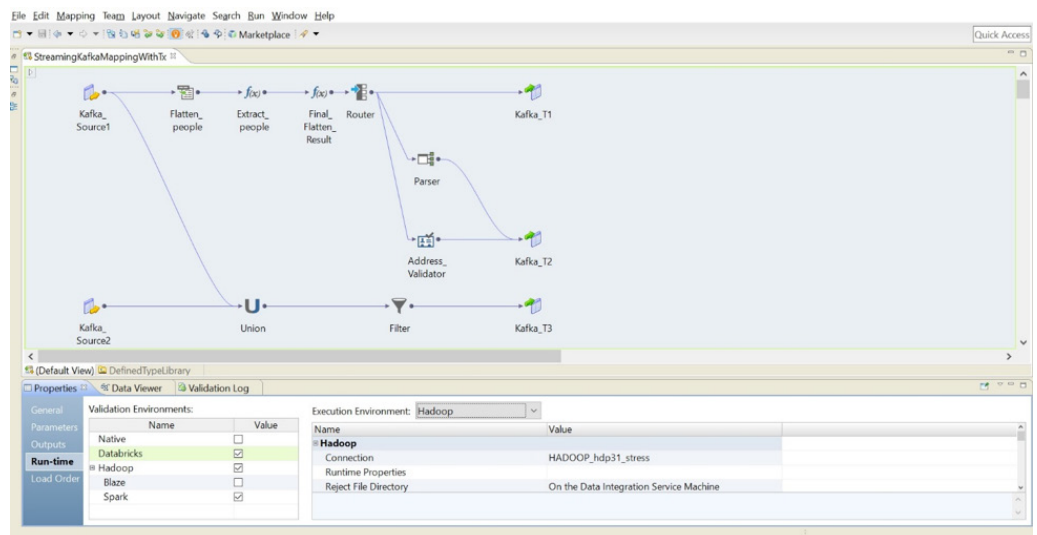 File Edit Mapping Team Layout Navigate Search Run Window Help
Marketplace
Quick Access
StreamingKafkaMappingWithTx
Kafka_
Source1
Flatten_
people
Extract_
people
Final_
Flatten_
Result
Router
Kafka_T1
Parser
Address_
Validator
Kafka_T2
Kafka_
Source2
Union
Filter
Kafka_T3
(Default View) DefinedTypeLibrary
Properties Data Viewer Validation Log
General
Parameters
Outputs
Run-time
Load Order
Validation Environments:
Name Value
Native
Databricks
Hadoop
Blaze
Spark
Execution Environment: Hadoop
Name Value
Hadoop
Connection HADOOP_hdp31_stress
Runtime Properties
Reject File Directory On the Data Integration Service Machine